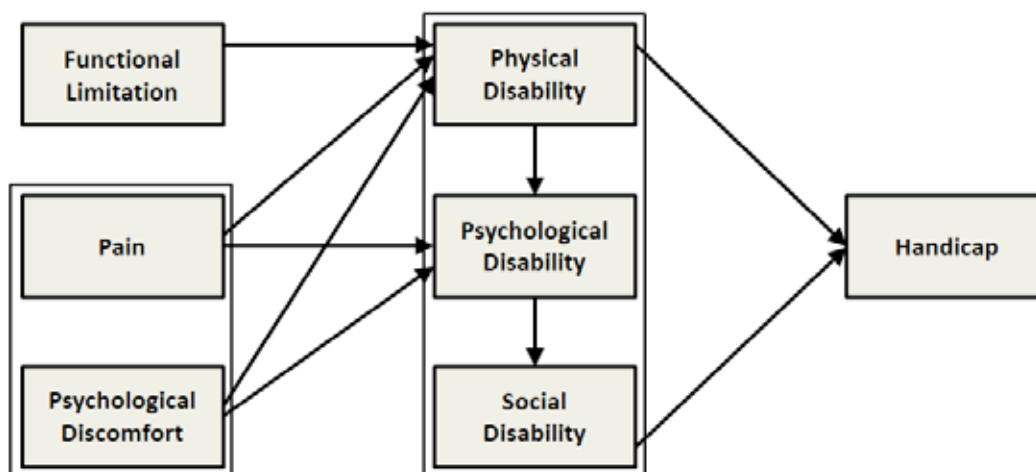 Functional
Limitation
Physical
Disability
Pain
Psychological
Disability
Handicap
Psychological
Discomfort
Social
Disability